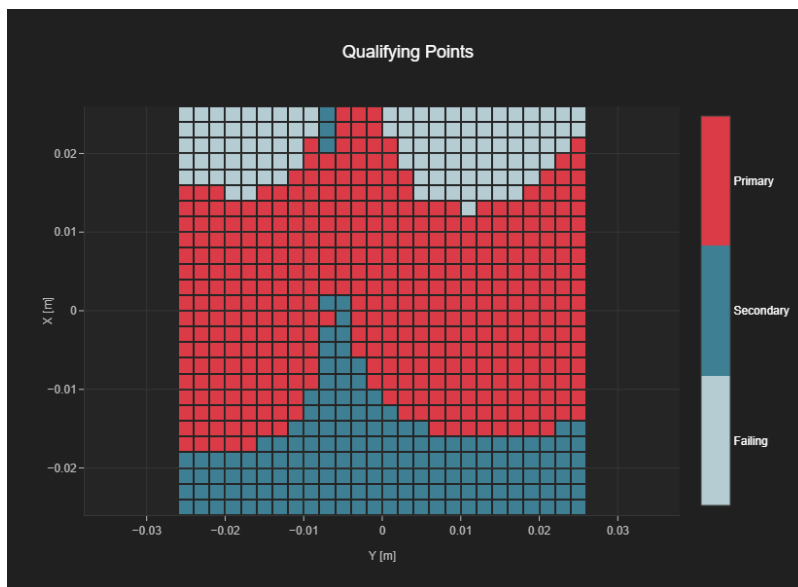 Qualifying Points
0.02
0.01
0
−0.01
−0.02
X [m]
−0.03
−0.02
−0.01
0
0.01
0.02
0.03
Y [m]
Primary
Secondary
Failing